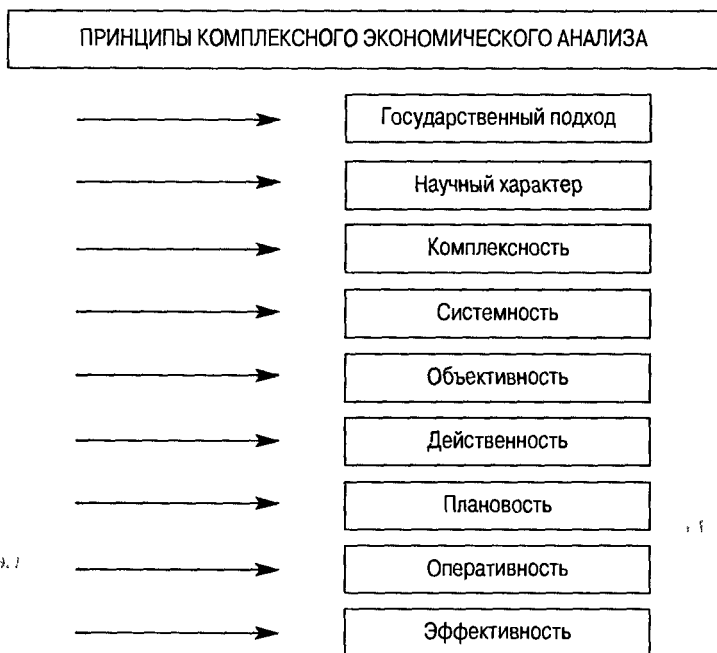 ПРИНЦИПЫ КОМПЛЕКСНОГО ЭКОНОМИЧЕСКОГО АНАЛИЗА
Государственный подход
Научный характер
Комплексность
Системность
Объективность
Действенность
Плановость
Оперативность
Эффективность